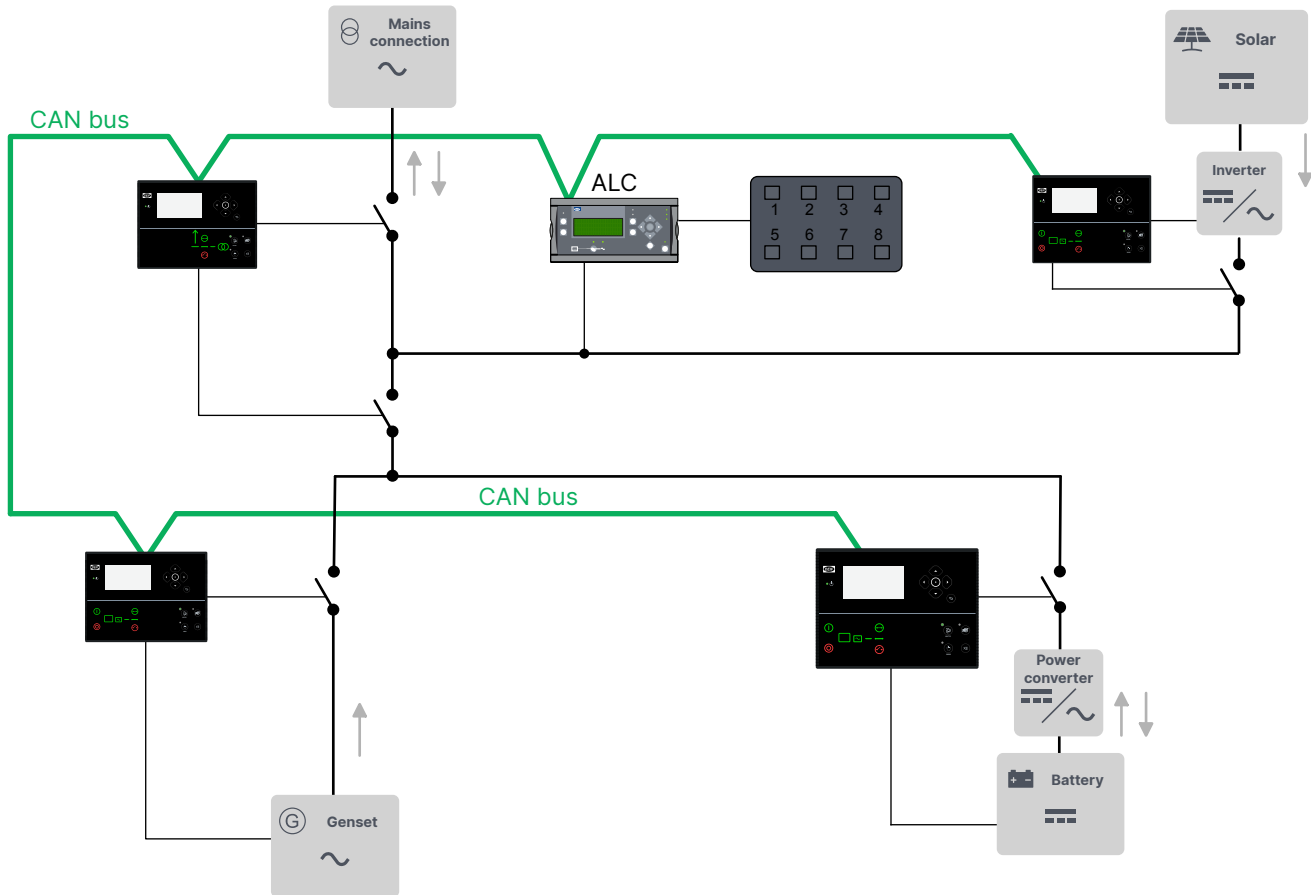 Mains
connection
Solar
CAN bus
ALC
Inverter
1 2 3 4
5 6 7 8
CAN bus
Power
converter
Battery
G Genset